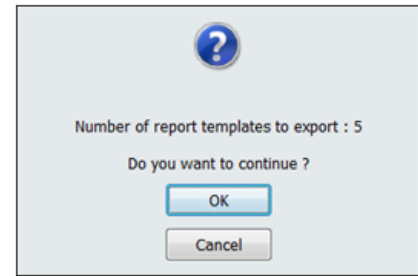 Number of report templates to export : 5
Do you want to continue ?
OK
Cancel